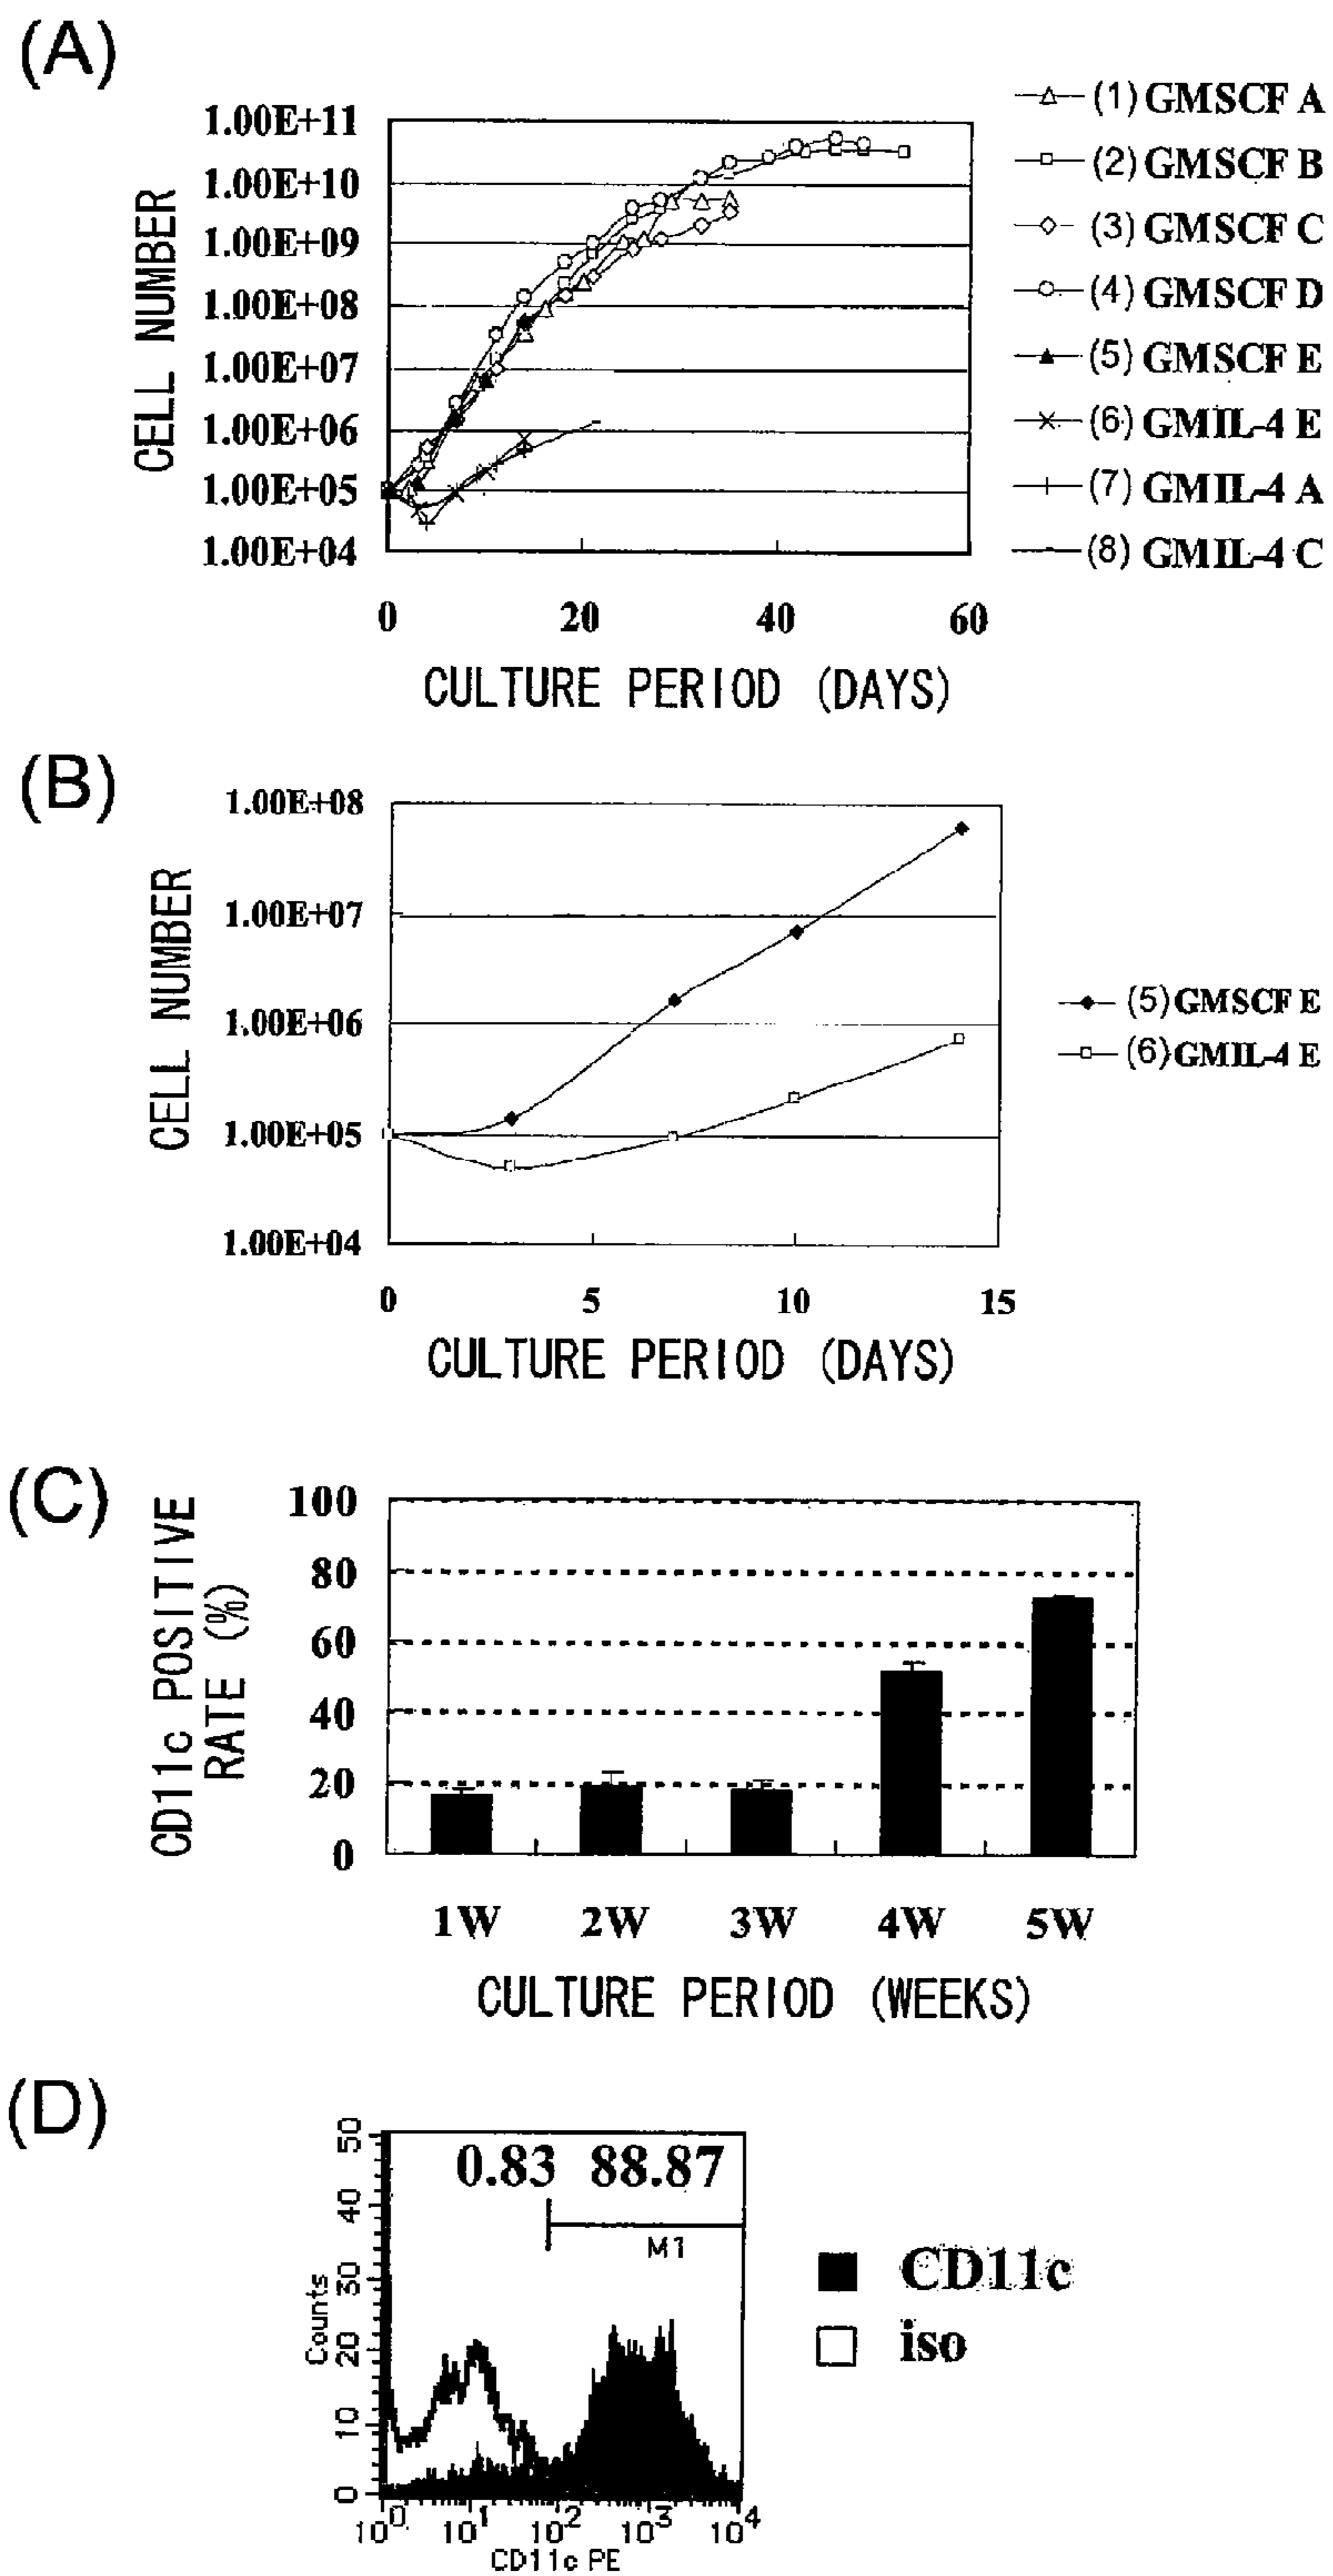 (A)
1.00E+11
1.00E+10
1.00E+09
1.00E+08
1.00E+07
1.00E+06
1.00E+05
1.00E+04
CELL NUMBER
0 20 40 60
CULTURE PERIOD (DAYS)
(1) GMSCF A
(2) GMSCF B
(3) GMSCF C
(4) GMSCF D
(5) GMSCF E
(6) GMIL-4 E
(7) GMIL-4 A
(8) GMIL-4 C
(B)
1.00E+08
1.00E+07
1.00E+06
1.00E+05
1.00E+04
CELL NUMBER
0 5 10 15
CULTURE PERIOD (DAYS)
(5) GMSCF E
(6) GMIL-4 E
(C)
CD11c POSITIVE
RATE (%)
100
80
60
40
20
0
1W 2W 3W 4W 5W
CULTURE PERIOD (WEEKS)
(D)
0.83 88.87
M1
Counts
50
40
30
20
10
0
10^0 10^1 10^2 10^3 10^4
CD11c PE
CD11c
iso